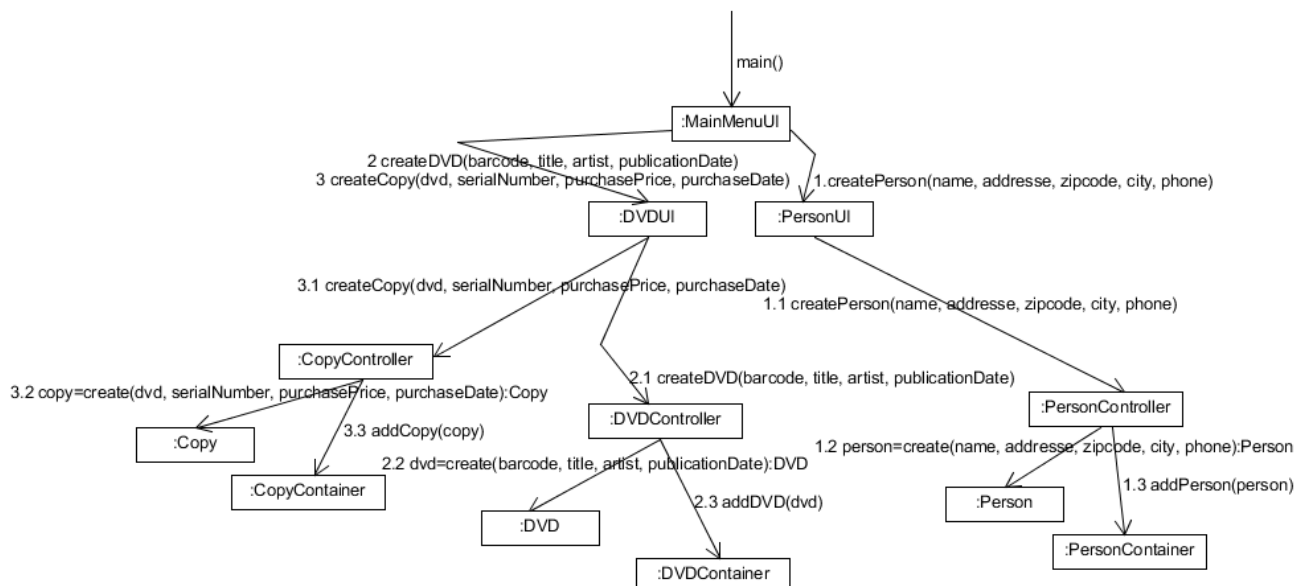 main()
:MainMenuUI
2 createDVD(barcode, title, artist, publicationDate)
3 createCopy(dvd, serialNumber, purchasePrice, purchaseDate)
1.createPerson(name, addresse, zipcode, city, phone)
:DVDUI
:PersonUI
3.1 createCopy(dvd, serialNumber, purchasePrice, purchaseDate)
1.1 createPerson(name, addresse, zipcode, city, phone)
:CopyController
2.1 createDVD(barcode, title, artist, publicationDate)
3.2 copy=create(dvd, serialNumber, purchasePrice, purchaseDate):Copy
:PersonController
:DVDController
3.3 addCopy(copy)
:Copy
1.2 person=create(name, addresse, zipcode, city, phone):Person
2.2 dvd=create(barcode, title, artist, publicationDate):DVD
:CopyContainer
1.3 addPerson(person)
:Person
2.3 addDVD(dvd)
:DVD
:PersonContainer
:DVDContainer